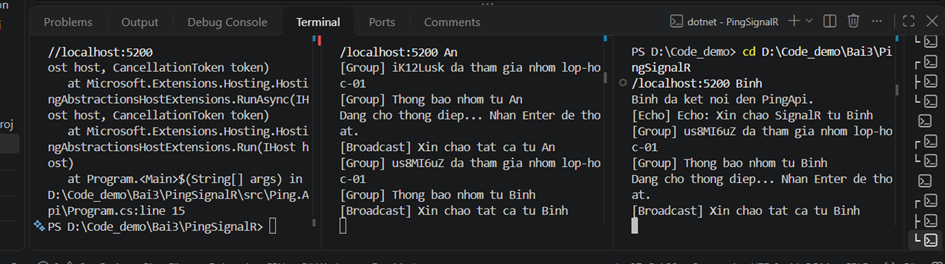 Problems Output Debug Console Terminal Ports Comments dotnet - PingSignalR
//localhost:5200
ost host, CancellationToken token)
at Microsoft.Extensions.Hosting.Hosti
ngAbstractionsHostExtensions.RunAsync(IH
ost host, CancellationToken token)
at Microsoft.Extensions.Hosting.Hosti
ngAbstractionsHostExtensions.Run(IHost h
ost)
at Program.<Main>$(String[] args) in
D:\Code_demo\Bai3\PingSignalR\src\Ping.A
pi\Program.cs:line 15
PS D:\Code_demo\Bai3\PingSignalR>
/localhost:5200 An
[Group] iK12Lusk da tham gia nhom lop-ho
c-01
[Group] Thong bao nhom tu An
Dang cho thong diep... Nhan Enter de tho
at.
[Broadcast] Xin chao tat ca tu An
[Group] us8MI6uZ da tham gia nhom lop-ho
c-01
[Group] Thong bao nhom tu Binh
[Broadcast] Xin chao tat ca tu Binh
PS D:\Code_demo> cd D:\Code_demo\Bai3\Pi
ngSignalR
/localhost:5200 Binh
Binh da ket noi den PingApi.
[Echo] Echo: Xin chao SignalR tu Binh
[Group] us8MI6uZ da tham gia nhom lop-ho
c-01
[Group] Thong bao nhom tu Binh
Dang cho thong diep... Nhan Enter de tho
at.
[Broadcast] Xin chao tat ca tu Binh